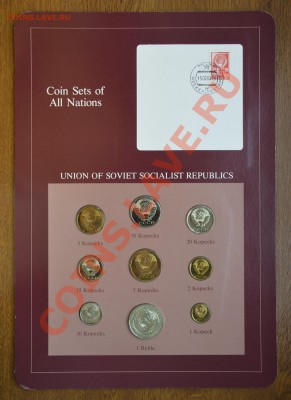 Coin Sets of
All Nations
UNION OF SOVIET SOCIALIST REPUBLICS
5 Kopecks
50 Kopecks
20 Kopecks
15 Kopecks
3 Kopecks
2 Kopecks
10 Kopecks
1 Ruble
1 Kopeck
COINS.LAVE.RU